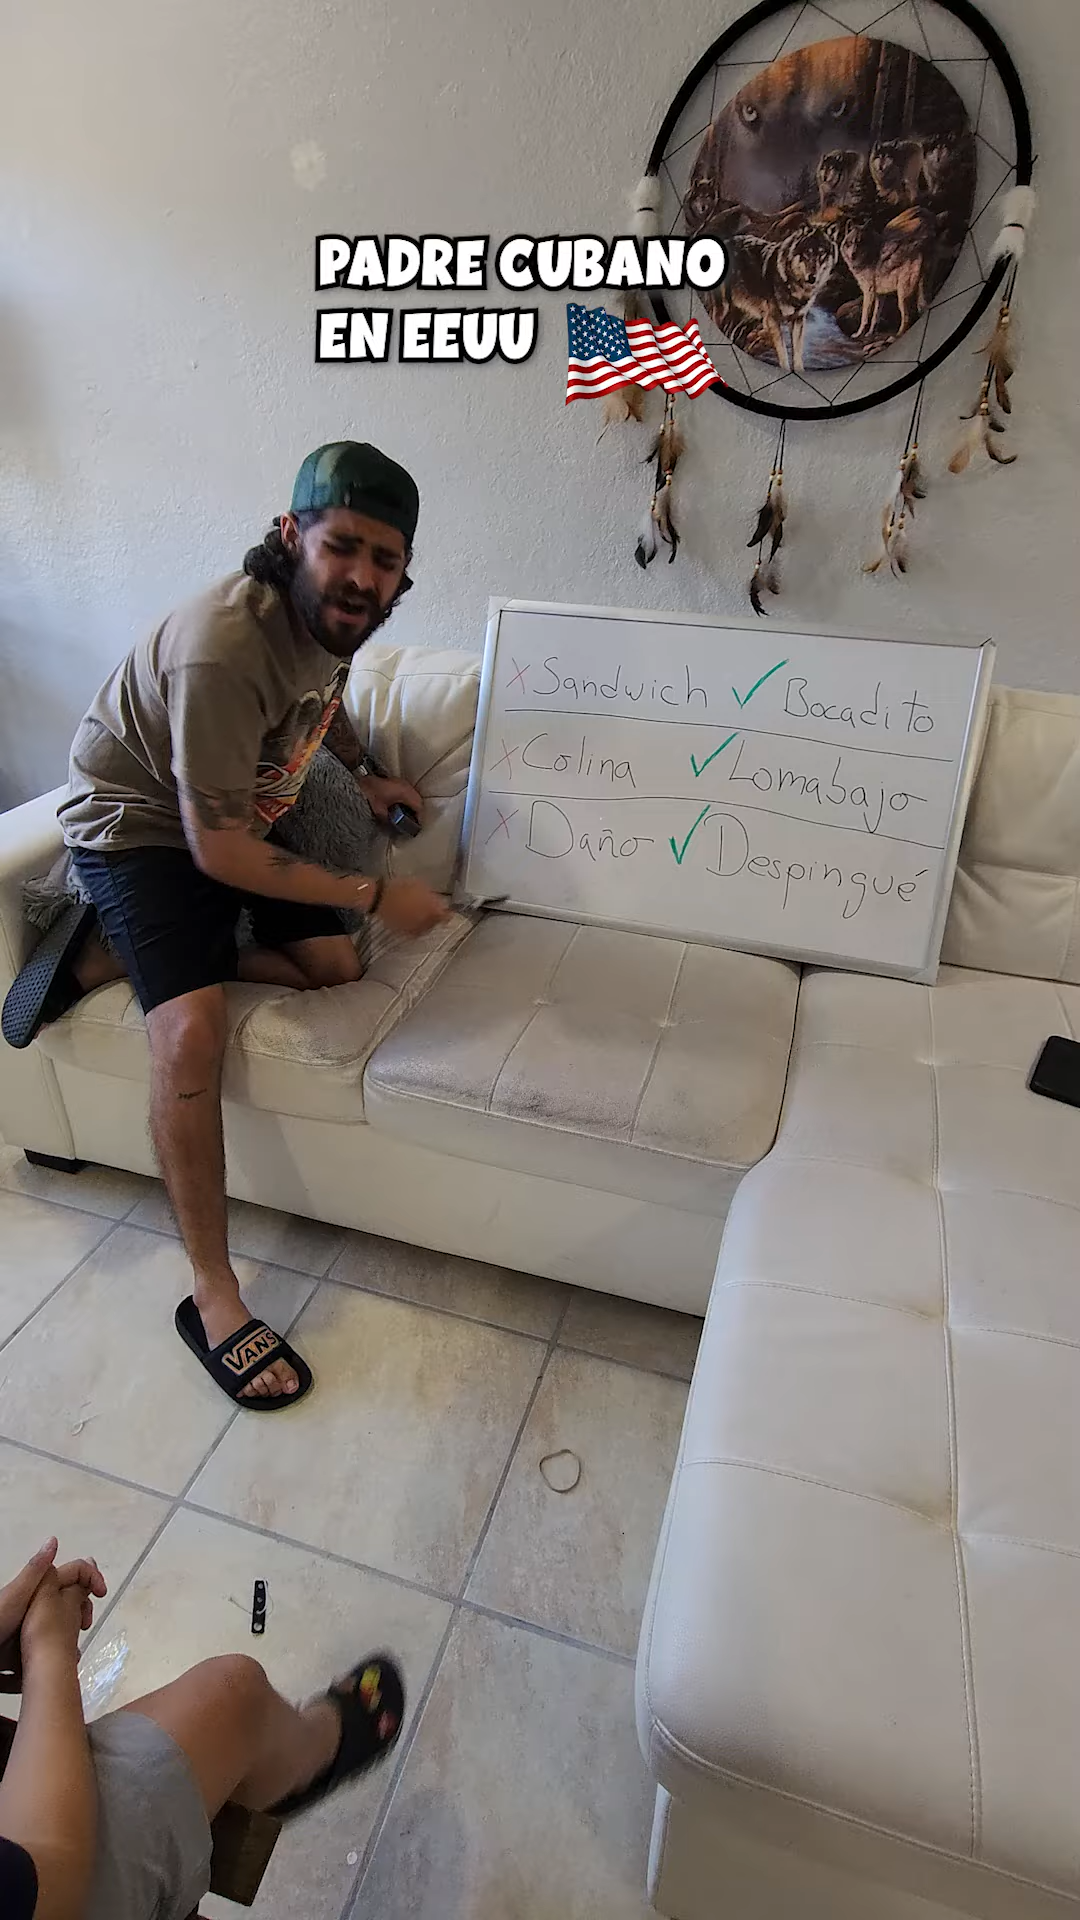 PADRE CUBANO
EN EEUU
x Sandwich ✓ Bocadito
x Colina ✓ Lomabajo
x Daño ✓ Despingué
VANS